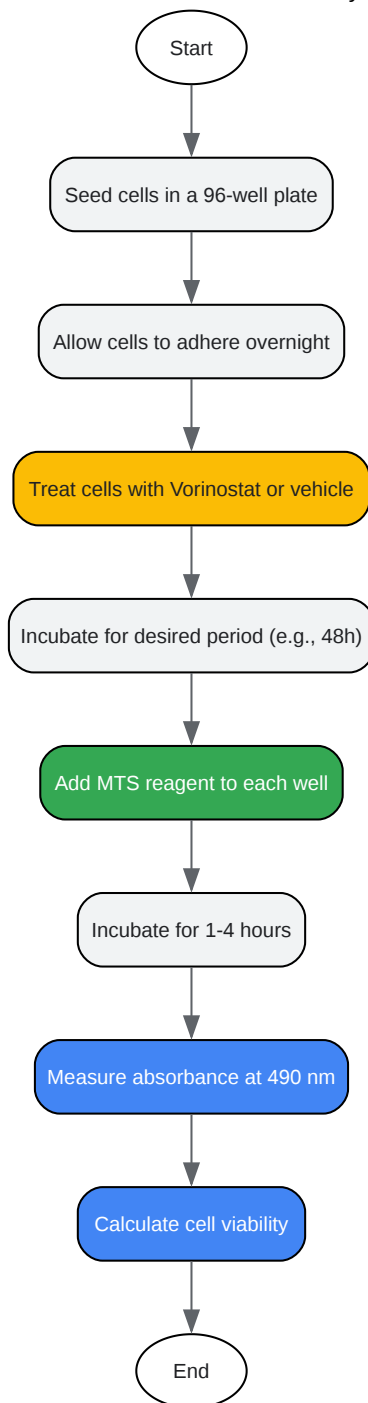 Start
Seed cells in a 96-well plate
Allow cells to adhere overnight
Treat cells with Vorinostat or vehicle
Incubate for desired period (e.g., 48h)
Add MTS reagent to each well
Incubate for 1-4 hours
Measure absorbance at 490 nm
Calculate cell viability
End